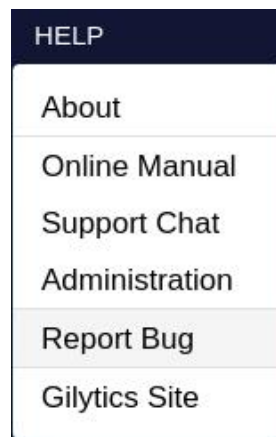 HELP
About
Online Manual
Support Chat
Administration
Report Bug
Gilytics Site